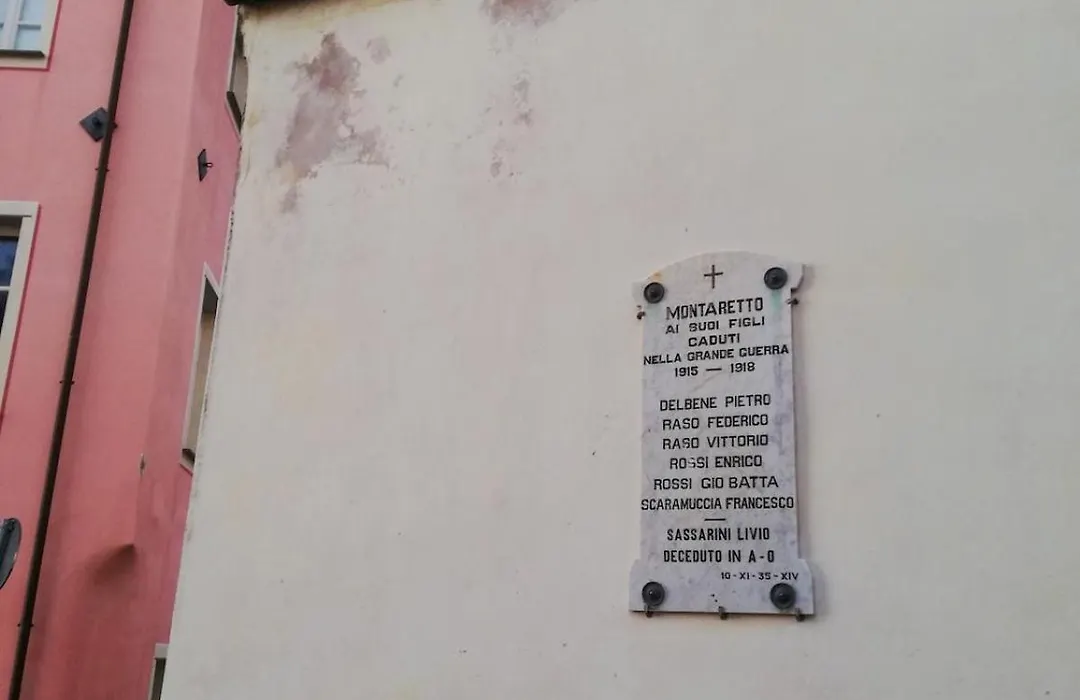 MONTARETTO
AI SUOI FIGLI
CADUTI
NELLA GRANDE GUERRA
1915 — 1918
DELBENE PIETRO
RASO FEDERICO
RASO VITTORIO
ROSSI ENRICO
ROSSI GIO BATTA
SCARAMUCCIA FRANCESCO
SASSARINI LIVIO
DECEDUTO IN A-O
10-XI-35-XIV